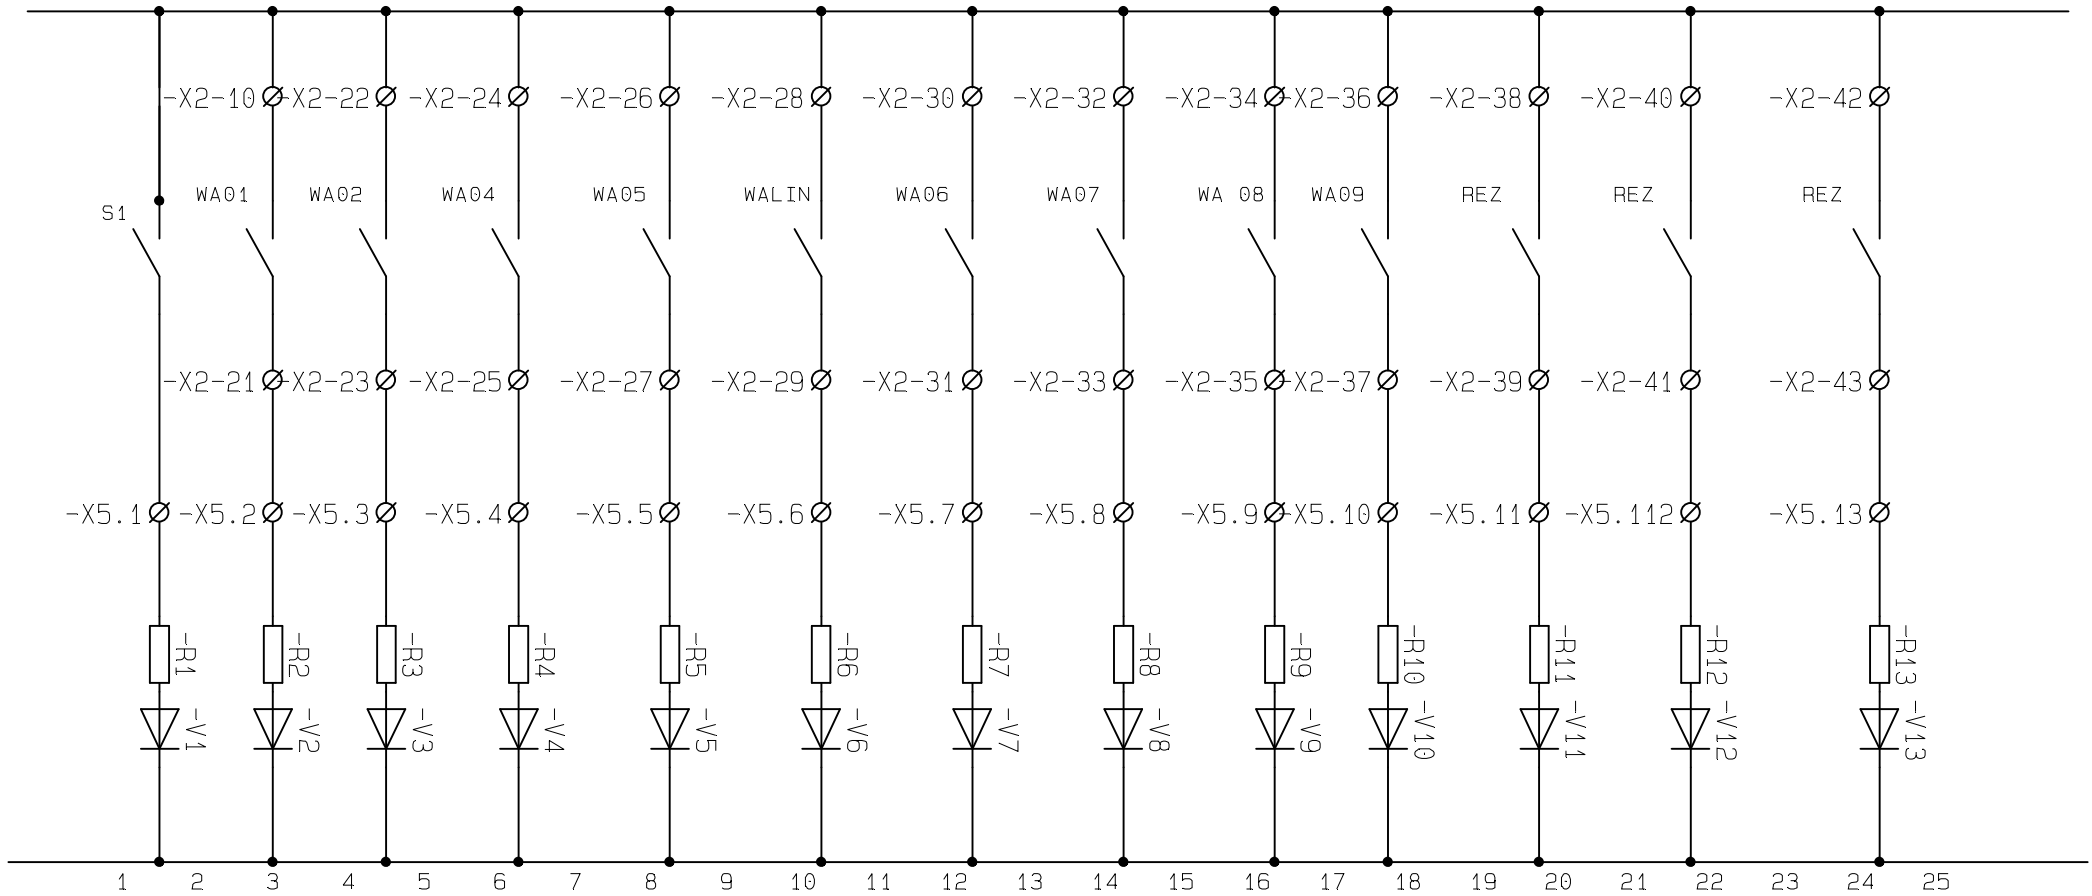 -X2-10 -X2-22 -X2-24 -X2-26 -X2-28 -X2-30 -X2-32 -X2-34 -X2-36 -X2-38 -X2-40 -X2-42
S1 WA01 WA02 WA04 WA05 WALIN WA06 WA07 WA 08 WA09 REZ REZ REZ
-X2-21 -X2-23 -X2-25 -X2-27 -X2-29 -X2-31 -X2-33 -X2-35 -X2-37 -X2-39 -X2-41 -X2-43
-X5.1 -X5.2 -X5.3 -X5.4 -X5.5 -X5.6 -X5.7 -X5.8 -X5.9 -X5.10 -X5.11 -X5.112 -X5.13
-R1 -R2 -R3 -R4 -R5 -R6 -R7 -R8 -R9 -R10 -R11 -R12 -R13
-V1 -V2 -V3 -V4 -V5 -V6 -V7 -V8 -V9 -V10 -V11 -V12 -V13
1 2 3 4 5 6 7 8 9 10 11 12 13 14 15 16 17 18 19 20 21 22 23 24 25